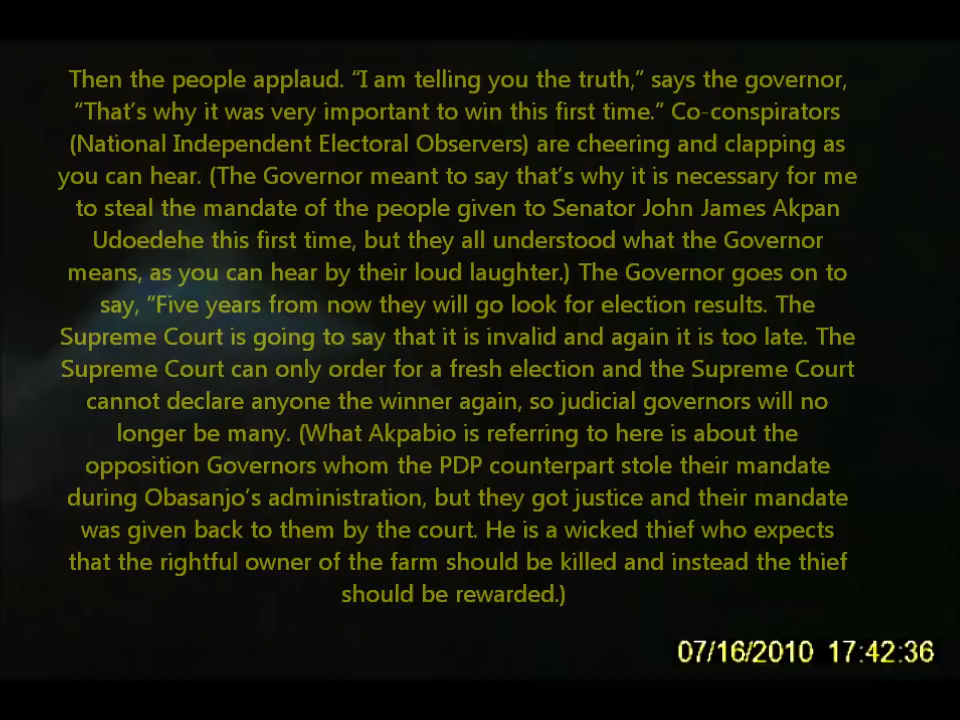 Then the people applaud. “I am telling you the truth,” says the governor,
“That’s why it was very important to win this first time.” Co-conspirators
(National Independent Electoral Observers) are cheering and clapping as
you can hear. (The Governor meant to say that’s why it is necessary for me
to steal the mandate of the people given to Senator John James Akpan
Udoedehe this first time, but they all understood what the Governor
means, as you can hear by their loud laughter.) The Governor goes on to
say, “Five years from now they will go look for election results. The
Supreme Court is going to say that it is invalid and again it is too late. The
Supreme Court can only order for a fresh election and the Supreme Court
cannot declare anyone the winner again, so judicial governors will no
longer be many. (What Akpabio is referring to here is about the
opposition Governors whom the PDP counterpart stole their mandate
during Obasanjo’s administration, but they got justice and their mandate
was given back to them by the court. He is a wicked thief who expects
that the rightful owner of the farm should be killed and instead the thief
should be rewarded.)
07/16/2010 17:42:36